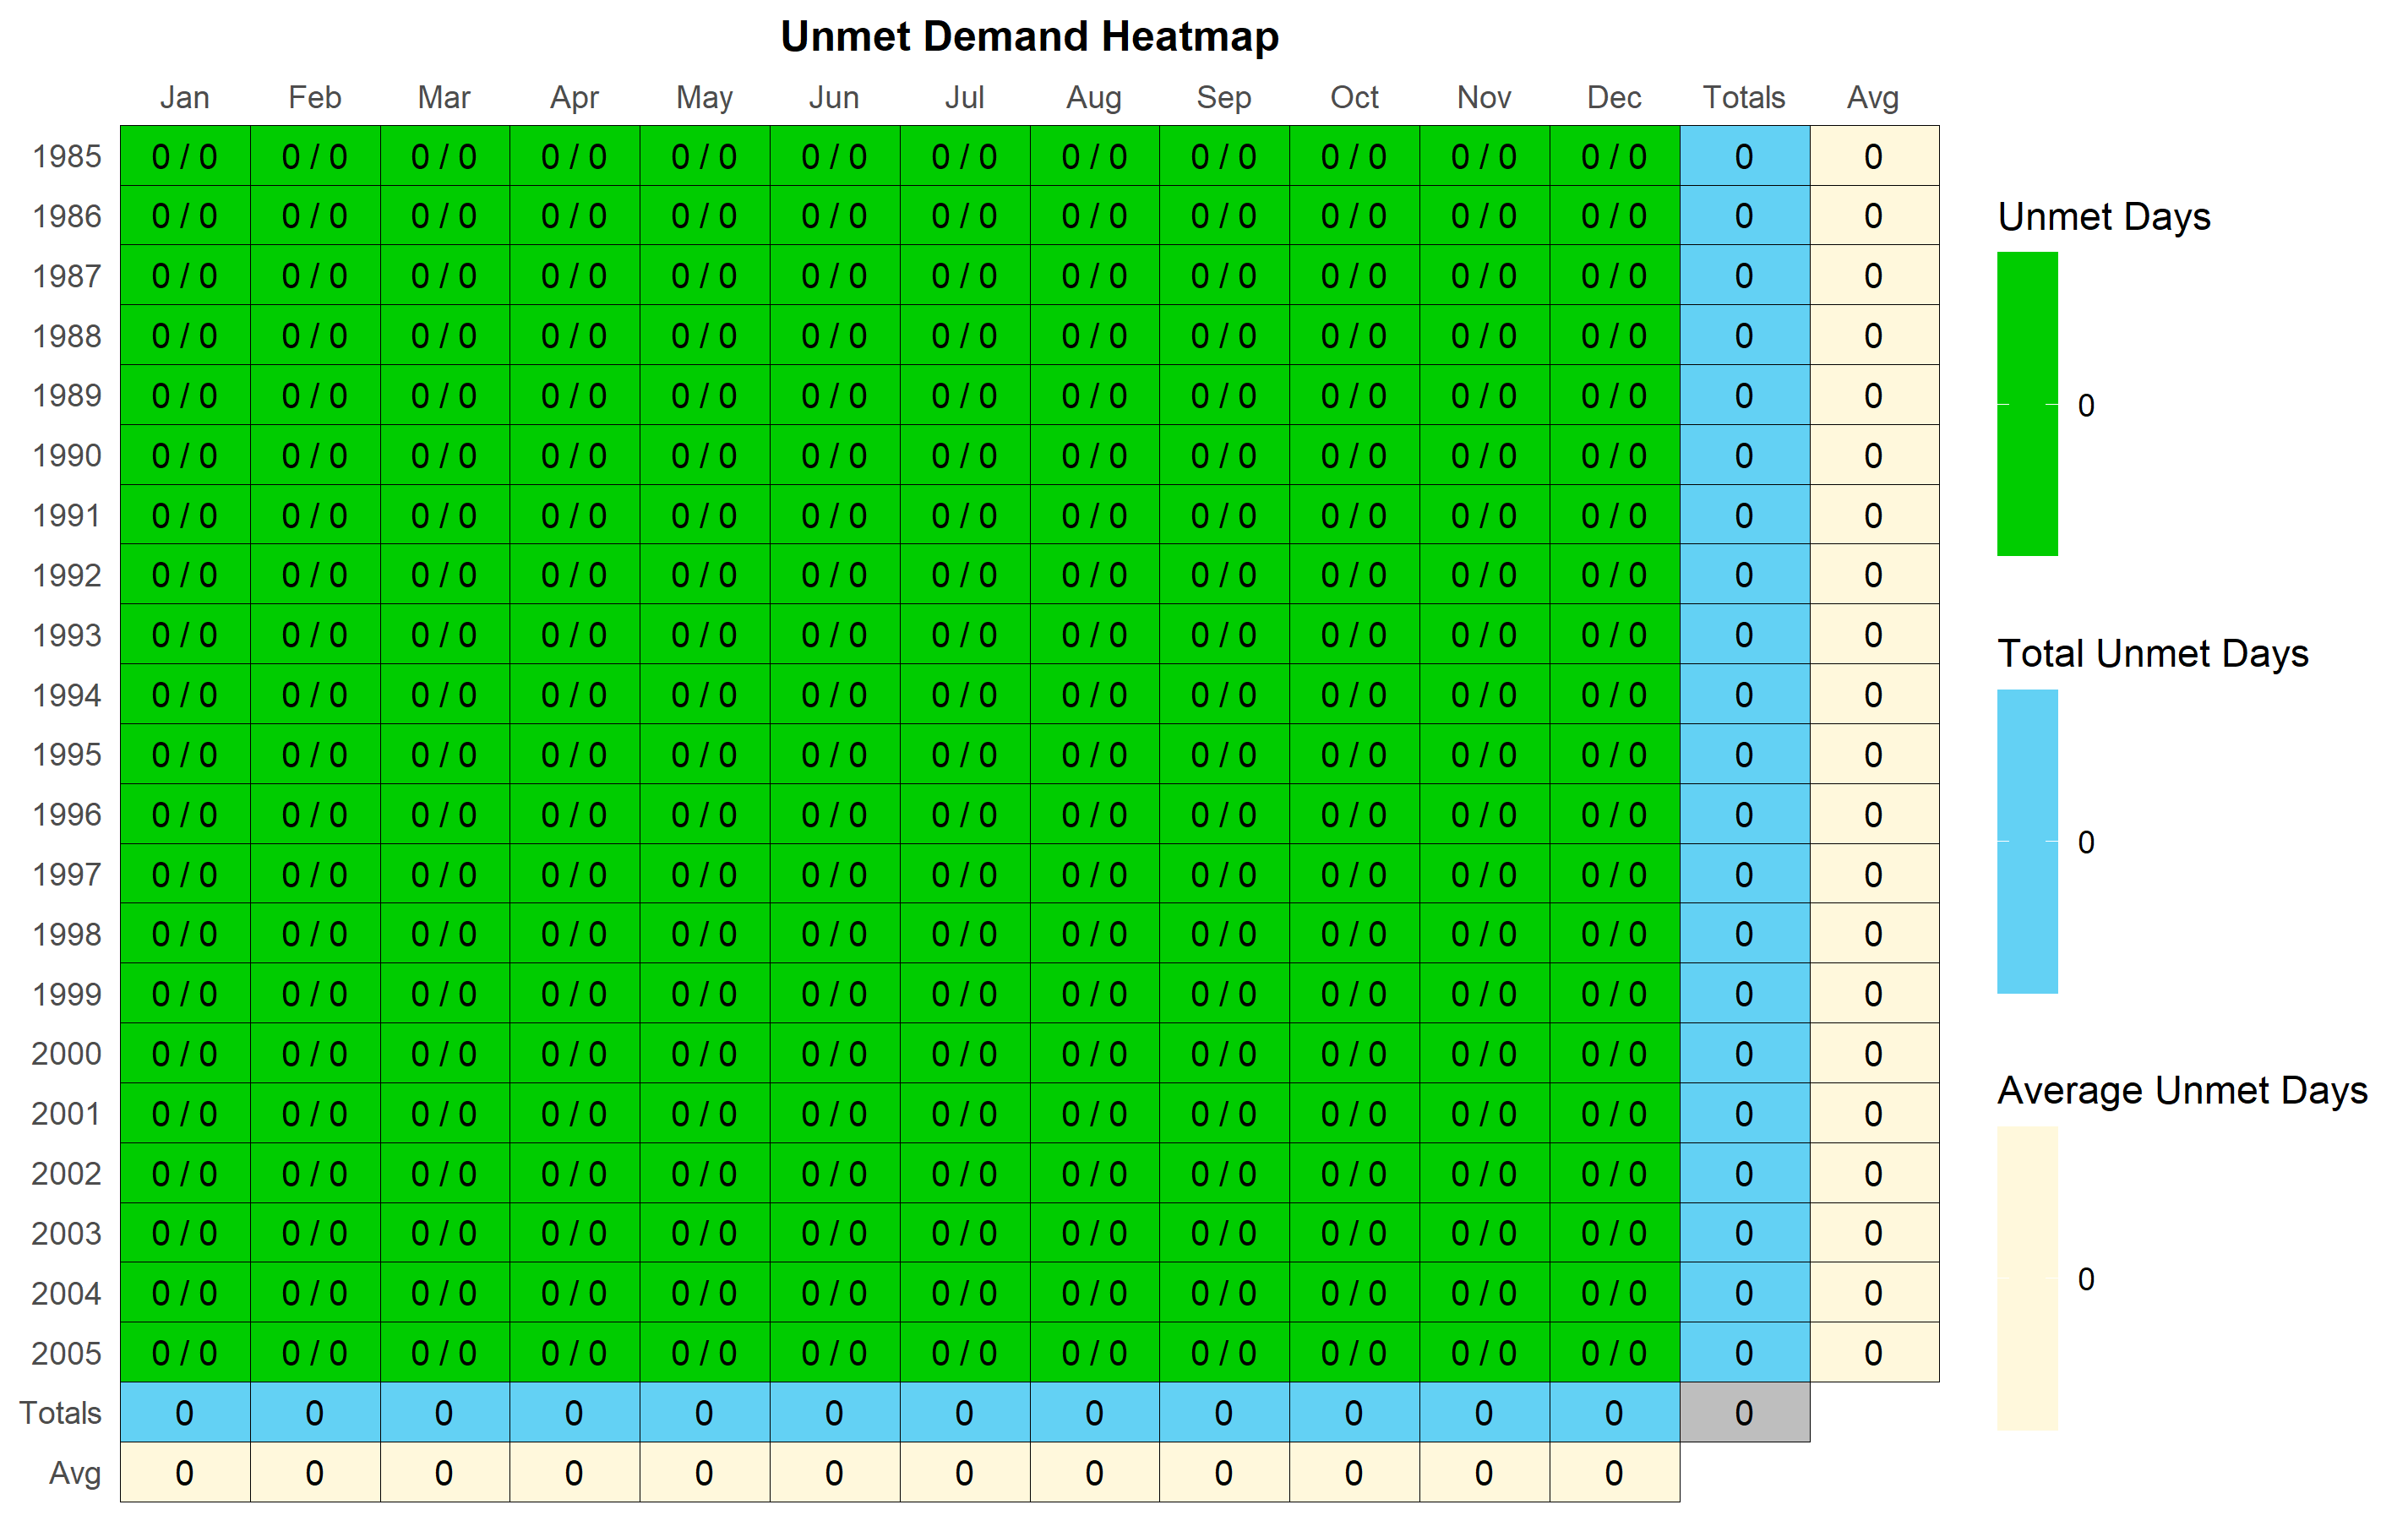 Unmet Demand Heatmap
Jan Feb Mar Apr May Jun Jul Aug Sep Oct Nov Dec Totals Avg
1985 0 / 0 0 / 0 0 / 0 0 / 0 0 / 0 0 / 0 0 / 0 0 / 0 0 / 0 0 / 0 0 / 0 0 / 0 0 0
1986 0 / 0 0 / 0 0 / 0 0 / 0 0 / 0 0 / 0 0 / 0 0 / 0 0 / 0 0 / 0 0 / 0 0 / 0 0 0
1987 0 / 0 0 / 0 0 / 0 0 / 0 0 / 0 0 / 0 0 / 0 0 / 0 0 / 0 0 / 0 0 / 0 0 / 0 0 0
1988 0 / 0 0 / 0 0 / 0 0 / 0 0 / 0 0 / 0 0 / 0 0 / 0 0 / 0 0 / 0 0 / 0 0 / 0 0 0
1989 0 / 0 0 / 0 0 / 0 0 / 0 0 / 0 0 / 0 0 / 0 0 / 0 0 / 0 0 / 0 0 / 0 0 / 0 0 0
1990 0 / 0 0 / 0 0 / 0 0 / 0 0 / 0 0 / 0 0 / 0 0 / 0 0 / 0 0 / 0 0 / 0 0 / 0 0 0
1991 0 / 0 0 / 0 0 / 0 0 / 0 0 / 0 0 / 0 0 / 0 0 / 0 0 / 0 0 / 0 0 / 0 0 / 0 0 0
1992 0 / 0 0 / 0 0 / 0 0 / 0 0 / 0 0 / 0 0 / 0 0 / 0 0 / 0 0 / 0 0 / 0 0 / 0 0 0
1993 0 / 0 0 / 0 0 / 0 0 / 0 0 / 0 0 / 0 0 / 0 0 / 0 0 / 0 0 / 0 0 / 0 0 / 0 0 0
1994 0 / 0 0 / 0 0 / 0 0 / 0 0 / 0 0 / 0 0 / 0 0 / 0 0 / 0 0 / 0 0 / 0 0 / 0 0 0
1995 0 / 0 0 / 0 0 / 0 0 / 0 0 / 0 0 / 0 0 / 0 0 / 0 0 / 0 0 / 0 0 / 0 0 / 0 0 0
1996 0 / 0 0 / 0 0 / 0 0 / 0 0 / 0 0 / 0 0 / 0 0 / 0 0 / 0 0 / 0 0 / 0 0 / 0 0 0
1997 0 / 0 0 / 0 0 / 0 0 / 0 0 / 0 0 / 0 0 / 0 0 / 0 0 / 0 0 / 0 0 / 0 0 / 0 0 0
1998 0 / 0 0 / 0 0 / 0 0 / 0 0 / 0 0 / 0 0 / 0 0 / 0 0 / 0 0 / 0 0 / 0 0 / 0 0 0
1999 0 / 0 0 / 0 0 / 0 0 / 0 0 / 0 0 / 0 0 / 0 0 / 0 0 / 0 0 / 0 0 / 0 0 / 0 0 0
2000 0 / 0 0 / 0 0 / 0 0 / 0 0 / 0 0 / 0 0 / 0 0 / 0 0 / 0 0 / 0 0 / 0 0 / 0 0 0
2001 0 / 0 0 / 0 0 / 0 0 / 0 0 / 0 0 / 0 0 / 0 0 / 0 0 / 0 0 / 0 0 / 0 0 / 0 0 0
2002 0 / 0 0 / 0 0 / 0 0 / 0 0 / 0 0 / 0 0 / 0 0 / 0 0 / 0 0 / 0 0 / 0 0 / 0 0 0
2003 0 / 0 0 / 0 0 / 0 0 / 0 0 / 0 0 / 0 0 / 0 0 / 0 0 / 0 0 / 0 0 / 0 0 / 0 0 0
2004 0 / 0 0 / 0 0 / 0 0 / 0 0 / 0 0 / 0 0 / 0 0 / 0 0 / 0 0 / 0 0 / 0 0 / 0 0 0
2005 0 / 0 0 / 0 0 / 0 0 / 0 0 / 0 0 / 0 0 / 0 0 / 0 0 / 0 0 / 0 0 / 0 0 / 0 0 0
Totals 0 0 0 0 0 0 0 0 0 0 0 0 0
Avg 0 0 0 0 0 0 0 0 0 0 0 0
Unmet Days
0
Total Unmet Days
0
Average Unmet Days
0